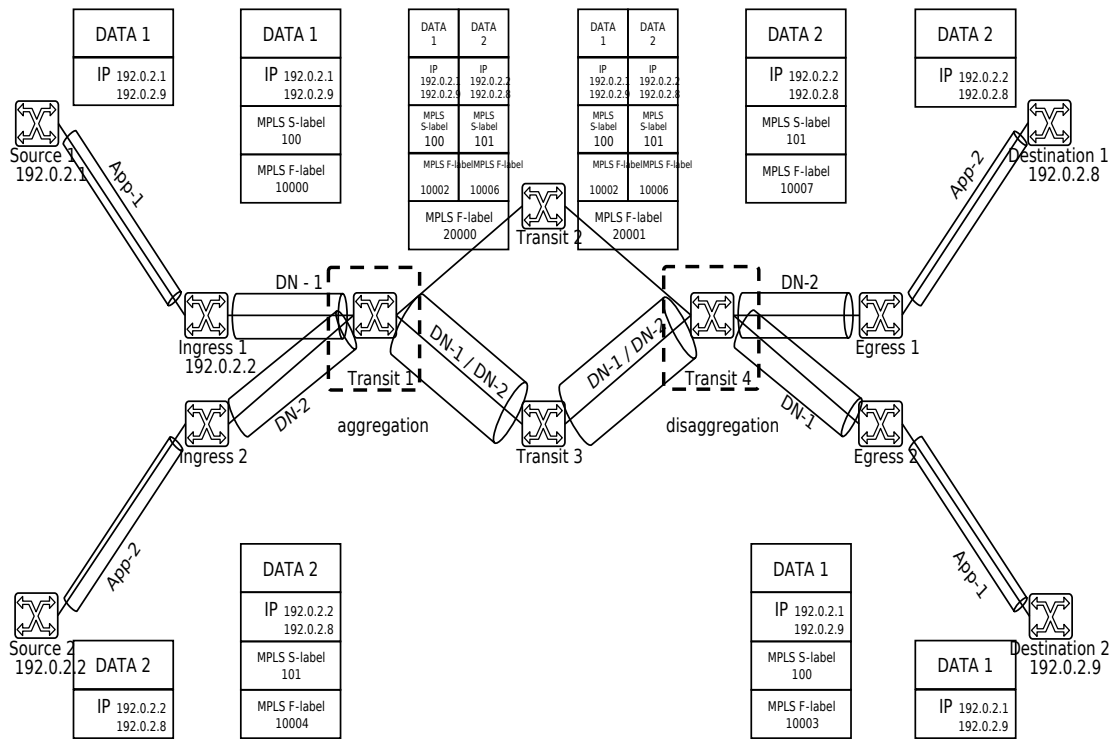 DATA 1
IP 192.0.2.1
192.0.2.9
DATA 1
IP 192.0.2.1
192.0.2.9
MPLS S-label
100
MPLS F-label
10000
DATA
1
IP
192.0.2.1
192.0.2.9
MPLS
S-label
100
MPLS F-label
10002
DATA
2
IP
192.0.2.2
192.0.2.8
MPLS
S-label
101
MPLS F-label
10006
MPLS F-label
20000
DATA
1
IP
192.0.2.1
192.0.2.9
MPLS
S-label
100
MPLS F-label
10002
DATA
2
IP
192.0.2.2
192.0.2.8
MPLS
S-label
101
MPLS F-label
10006
MPLS F-label
20001
DATA 2
IP 192.0.2.2
192.0.2.8
MPLS S-label
101
MPLS F-label
10007
DATA 2
IP 192.0.2.2
192.0.2.8
Source 1
192.0.2.1
App-1
Destination 1
192.0.2.8
App-2
Transit 2
DN - 1
Ingress 1
192.0.2.2
Transit 1
DN-1 / DN-2
DN-1 / DN-2
Transit 4
DN-2
Egress 1
DN-2
Ingress 2
aggregation
Transit 3
disaggregation
DN-1
Egress 2
App-2
App-1
Source 2
192.0.2.2
DATA 2
IP 192.0.2.2
192.0.2.8
DATA 2
IP 192.0.2.2
192.0.2.8
MPLS S-label
101
MPLS F-label
10004
DATA 1
IP 192.0.2.1
192.0.2.9
MPLS S-label
100
MPLS F-label
10003
Destination 2
192.0.2.9
DATA 1
IP 192.0.2.1
192.0.2.9